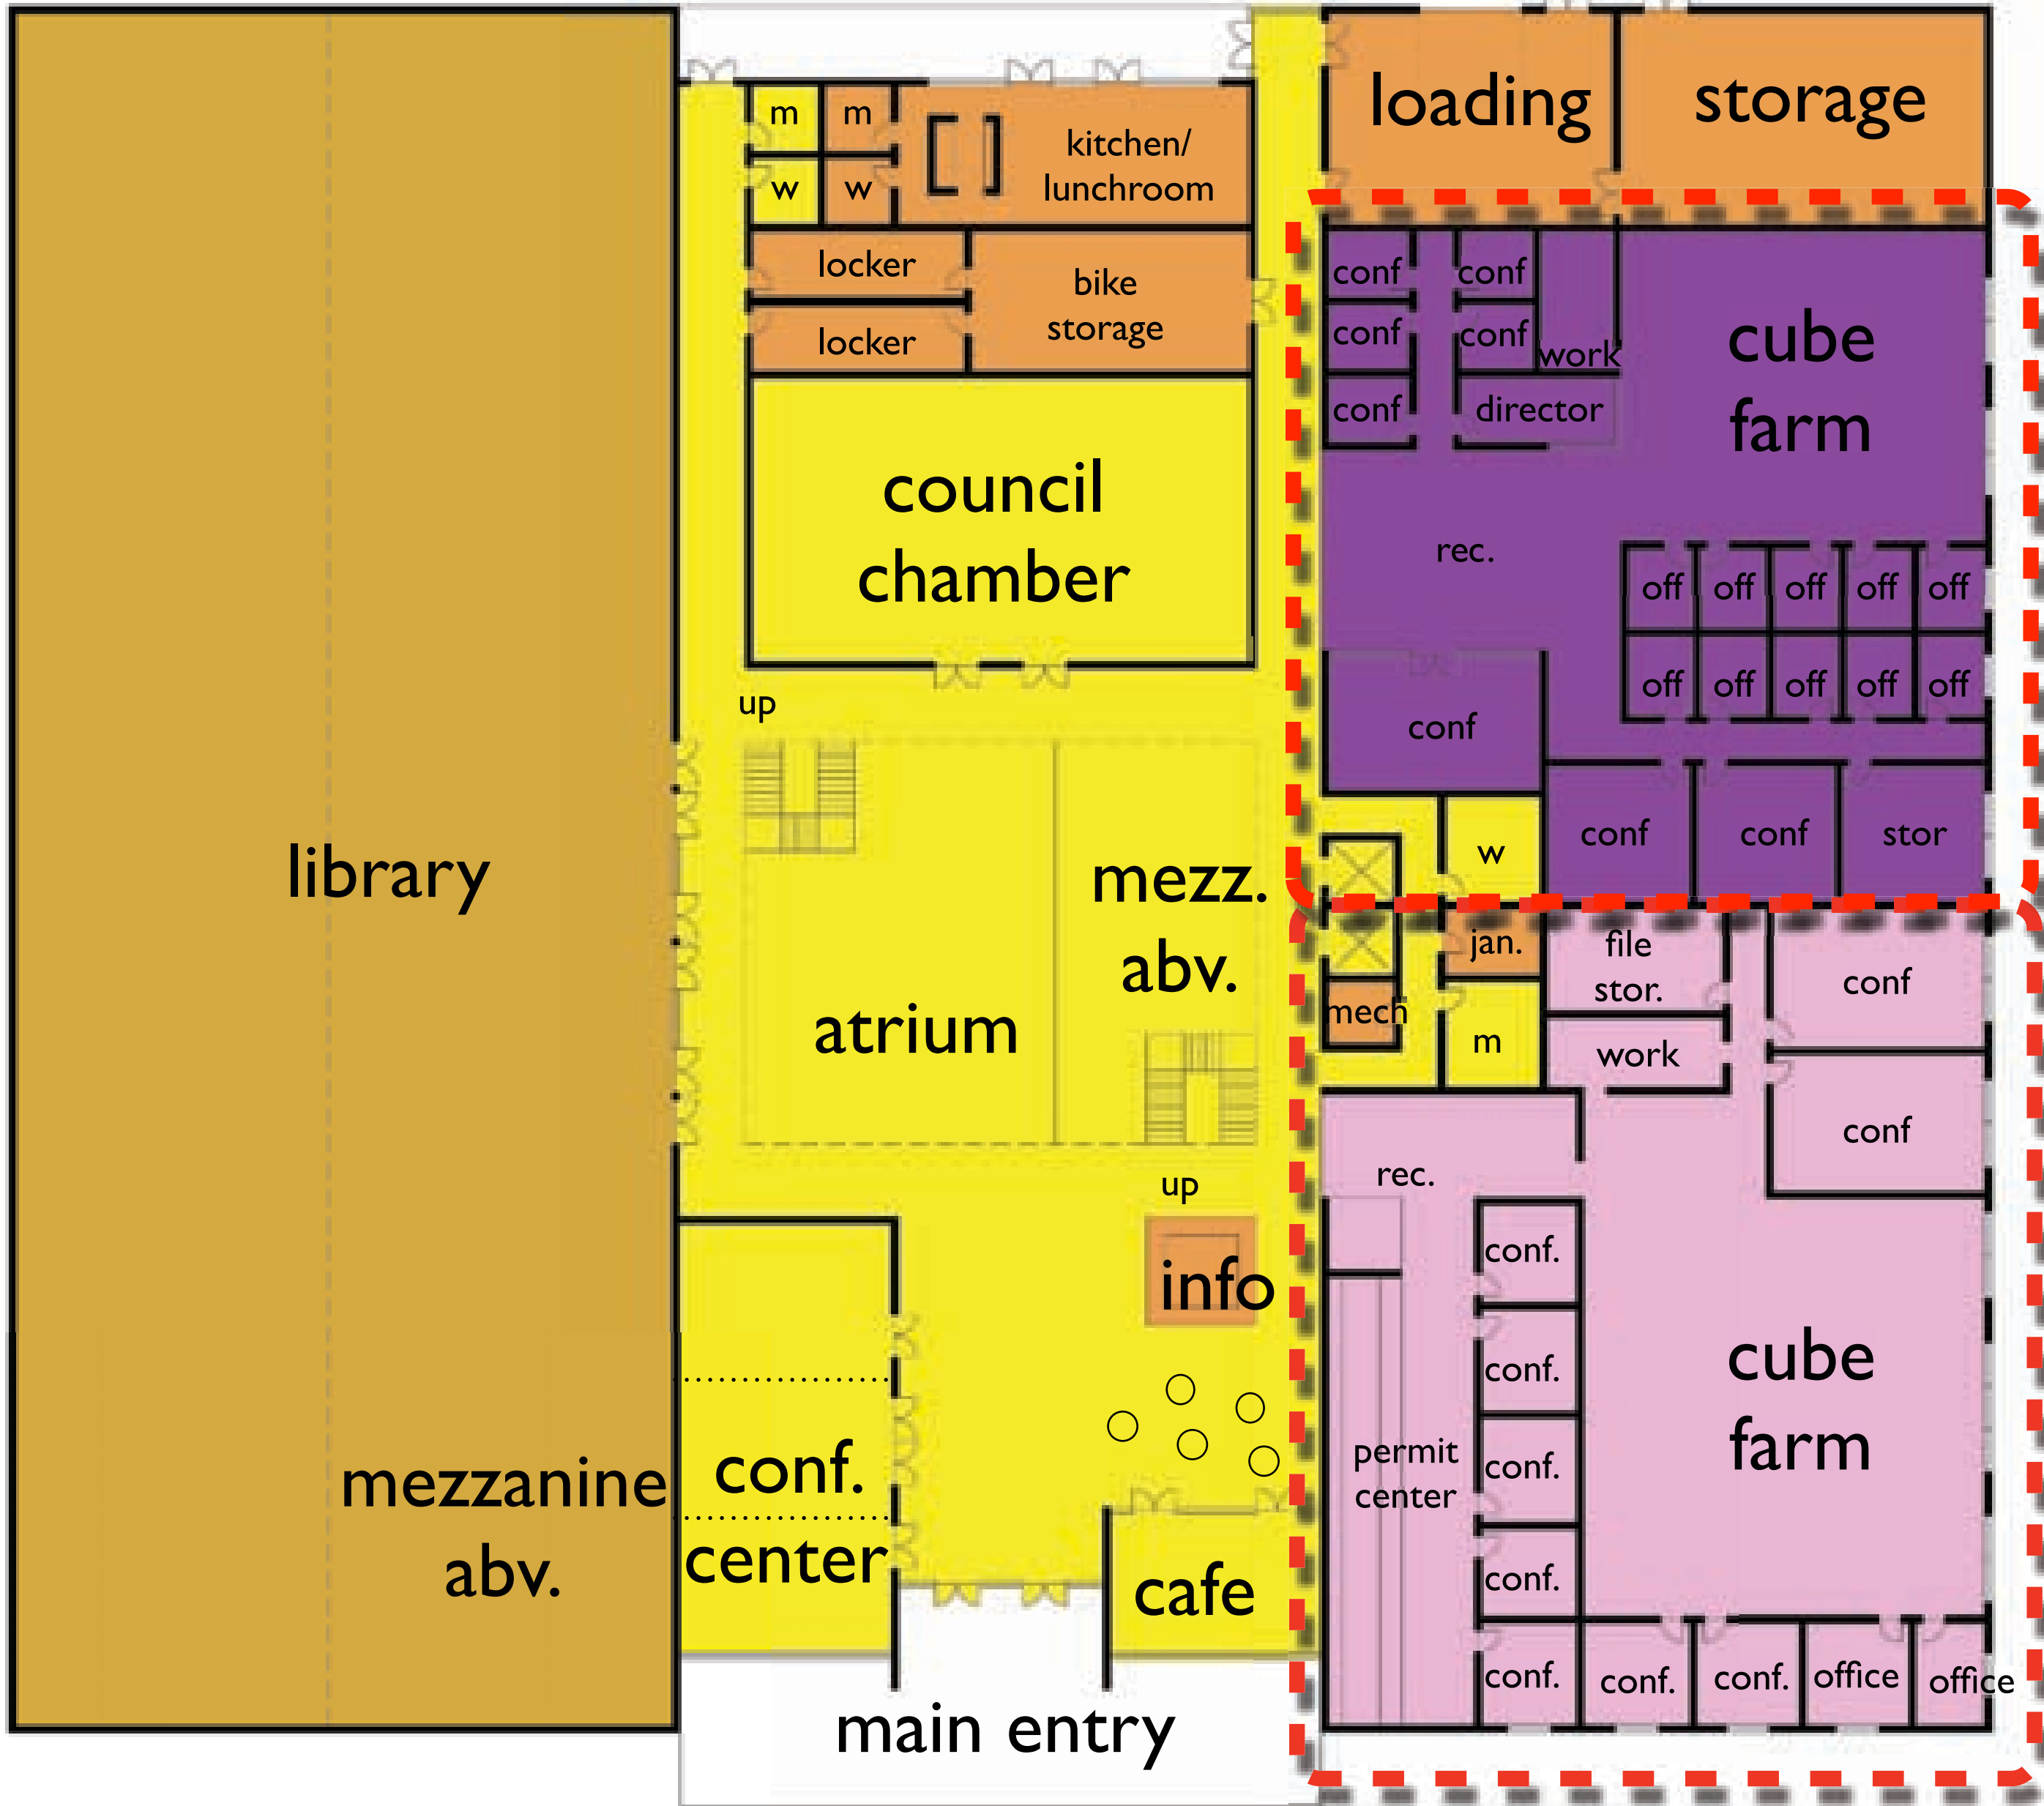 loading
storage
m
m
kitchen/
lunchroom
w
w
locker
bike
storage
locker
council
chamber
up
library
atrium
mezz.
abv.
up
info
mezzanine
abv.
conf.
center
cafe
main entry
conf
conf
conf
conf
work
conf
director
cube
farm
rec.
off
off
off
off
off
off
off
off
off
off
conf
w
conf
conf
stor
jan.
mech
m
file
stor.
work
conf
conf
rec.
permit
center
conf.
conf.
conf.
conf.
cube
farm
conf.
conf.
conf.
office
office